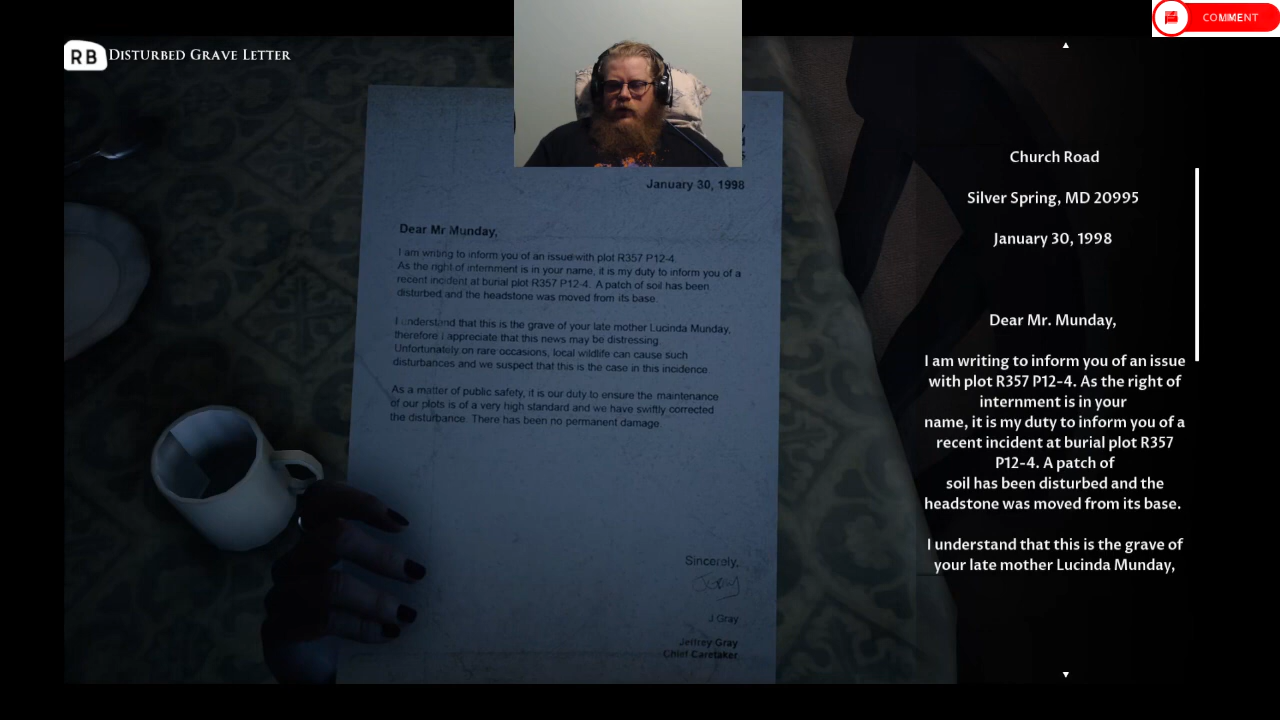 COMMENT
RB DISTURBED GRAVE LETTER
January 30, 1998
Dear Mr Munday,
I am writing to inform you of an issue with plot R357 P12-4.
As the right of internment is in your name, it is my duty to inform you of a
recent incident at burial plot R357 P12-4. A patch of soil has been
disturbed and the headstone was moved from its base.
I understand that this is the grave of your late mother Lucinda Munday,
therefore I appreciate that this news may be distressing.
Unfortunately on rare occasions, local wildlife can cause such
disturbances and we suspect that this is the case in this incidence.
As a matter of public safety, it is our duty to ensure the maintenance
of our plots is of a very high standard and we have swiftly corrected
the disturbance. There has been no permanent damage.
Sincerely,
J Gray
Jeffrey Gray
Chief Caretaker
Church Road
Silver Spring, MD 20995
January 30, 1998
Dear Mr. Munday,
I am writing to inform you of an issue
with plot R357 P12-4. As the right of
internment is in your
name, it is my duty to inform you of a
recent incident at burial plot R357
P12-4. A patch of
soil has been disturbed and the
headstone was moved from its base.
I understand that this is the grave of
your late mother Lucinda Munday,